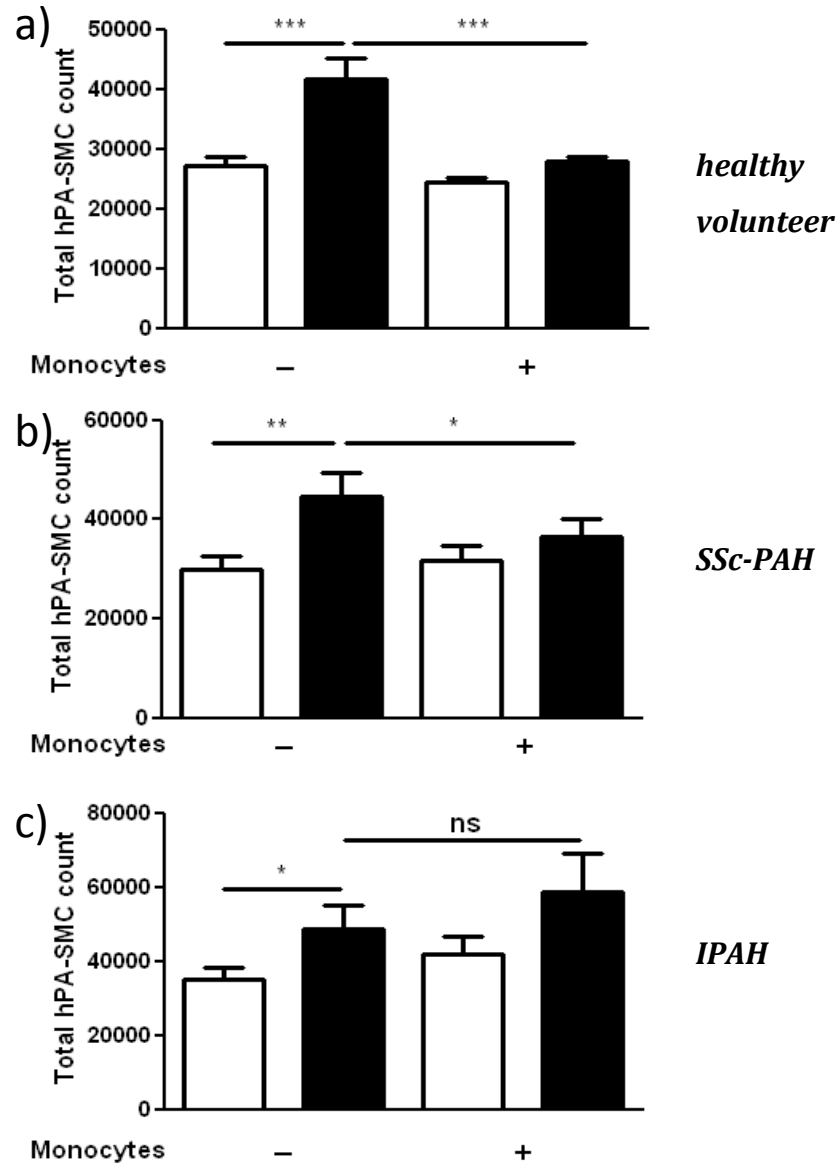 a)
Total hPA-SMC count
50000
40000
30000
20000
10000
0
*** ***
Monocytes – +
healthy
volunteer
b)
Total hPA-SMC count
60000
40000
20000
0
** *
Monocytes – +
SSc-PAH
c)
Total hPA-SMC count
80000
60000
40000
20000
0
* ns
Monocytes – +
IPAH